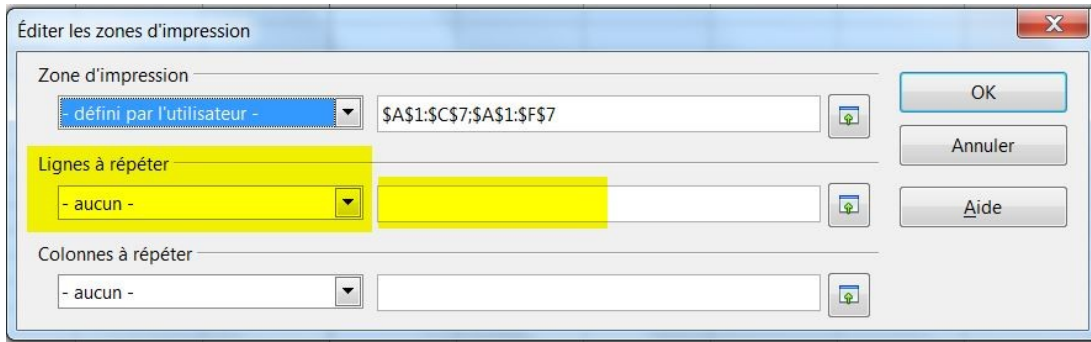 Éditer les zones d'impression
Zone d'impression
- défini par l'utilisateur -
$A$1:$C$7;$A$1:$F$7
OK
Annuler
Lignes à répéter
- aucun -
Aide
Colonnes à répéter
- aucun -